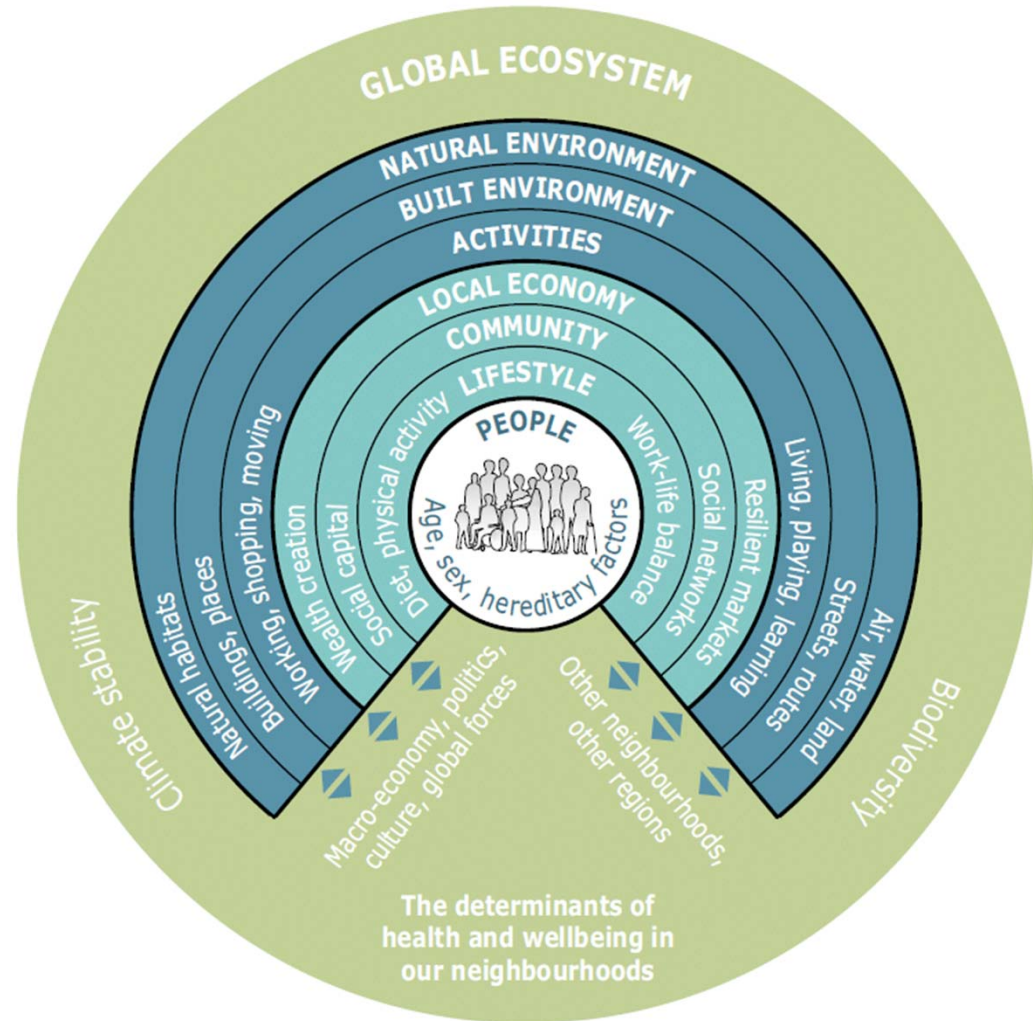 GLOBAL ECOSYSTEM
NATURAL ENVIRONMENT
BUILT ENVIRONMENT
ACTIVITIES
LOCAL ECONOMY
COMMUNITY
LIFESTYLE
PEOPLE
Age, sex, hereditary factors
Diet, physical activity
Social capital
Wealth creation
Working, shopping, moving
Buildings, places
Natural habitats
Climate stability
Work-life balance
Social networks
Resilient markets
Living, playing, learning
Streets, routes
Air, water, land
Biodiversity
Macro-economy, politics,
culture, global forces
Other neighbourhoods,
other regions
The determinants of
health and wellbeing in
our neighbourhoods